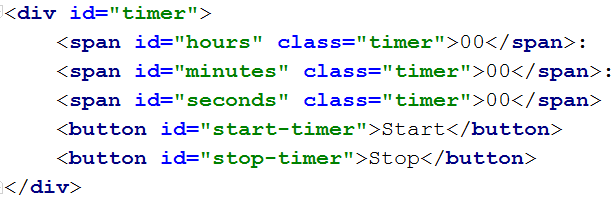 <div id="timer">
    <span id="hours" class="timer">00</span>:
    <span id="minutes" class="timer">00</span>:
    <span id="seconds" class="timer">00</span>
    <button id="start-timer">Start</button>
    <button id="stop-timer">Stop</button>
</div>